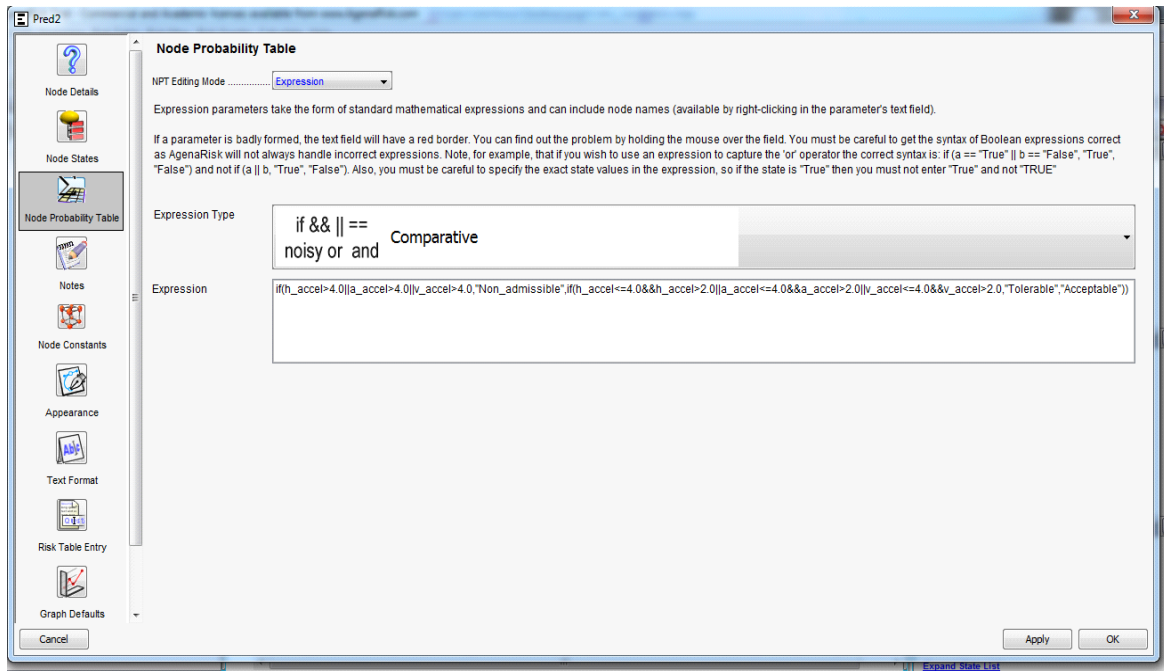 Pred2
Node Probability Table
NPT Editing Mode ................ Expression
Expression parameters take the form of standard mathematical expressions and can include node names (available by right-clicking in the parameter's text field).
If a parameter is badly formed, the text field will have a red border. You can find out the problem by holding the mouse over the field. You must be careful to get the syntax of Boolean expressions correct
as AgenaRisk will not always handle incorrect expressions. Note, for example, that if you wish to use an expression to capture the 'or' operator the correct syntax is: if (a == "True" || b == "False", "True",
"False") and not if (a || b, "True", "False"). Also, you must be careful to specify the exact state values in the expression, so if the state is "True" then you must not enter "True" and not "TRUE"
Expression Type
if && || ==
noisy or and
Comparative
Expression
if(h_accel>4.0||a_accel>4.0||v_accel>4.0,"Non_admissible",if(h_accel<=4.0&&h_accel>2.0||a_accel<=4.0&&a_accel>2.0||v_accel<=4.0&&v_accel>2.0,"Tolerable","Acceptable"))
Node Details
Node States
Node Probability Table
Notes
Node Constants
Appearance
Text Format
Risk Table Entry
Graph Defaults
Cancel
Apply
OK
Expand State List